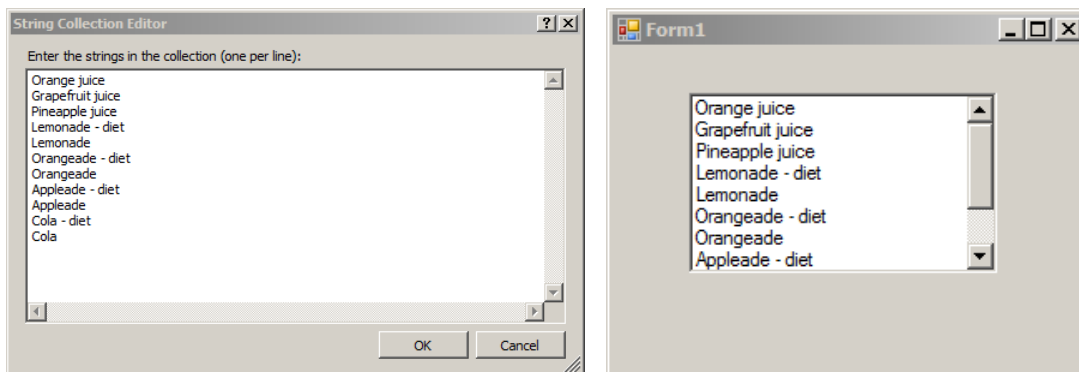 String Collection Editor
Enter the strings in the collection (one per line):
Orange juice
Grapefruit juice
Pineapple juice
Lemonade - diet
Lemonade
Orangeade - diet
Orangeade
Appleade - diet
Appleade
Cola - diet
Cola
OK
Cancel
Form1
Orange juice
Grapefruit juice
Pineapple juice
Lemonade - diet
Lemonade
Orangeade - diet
Orangeade
Appleade - diet